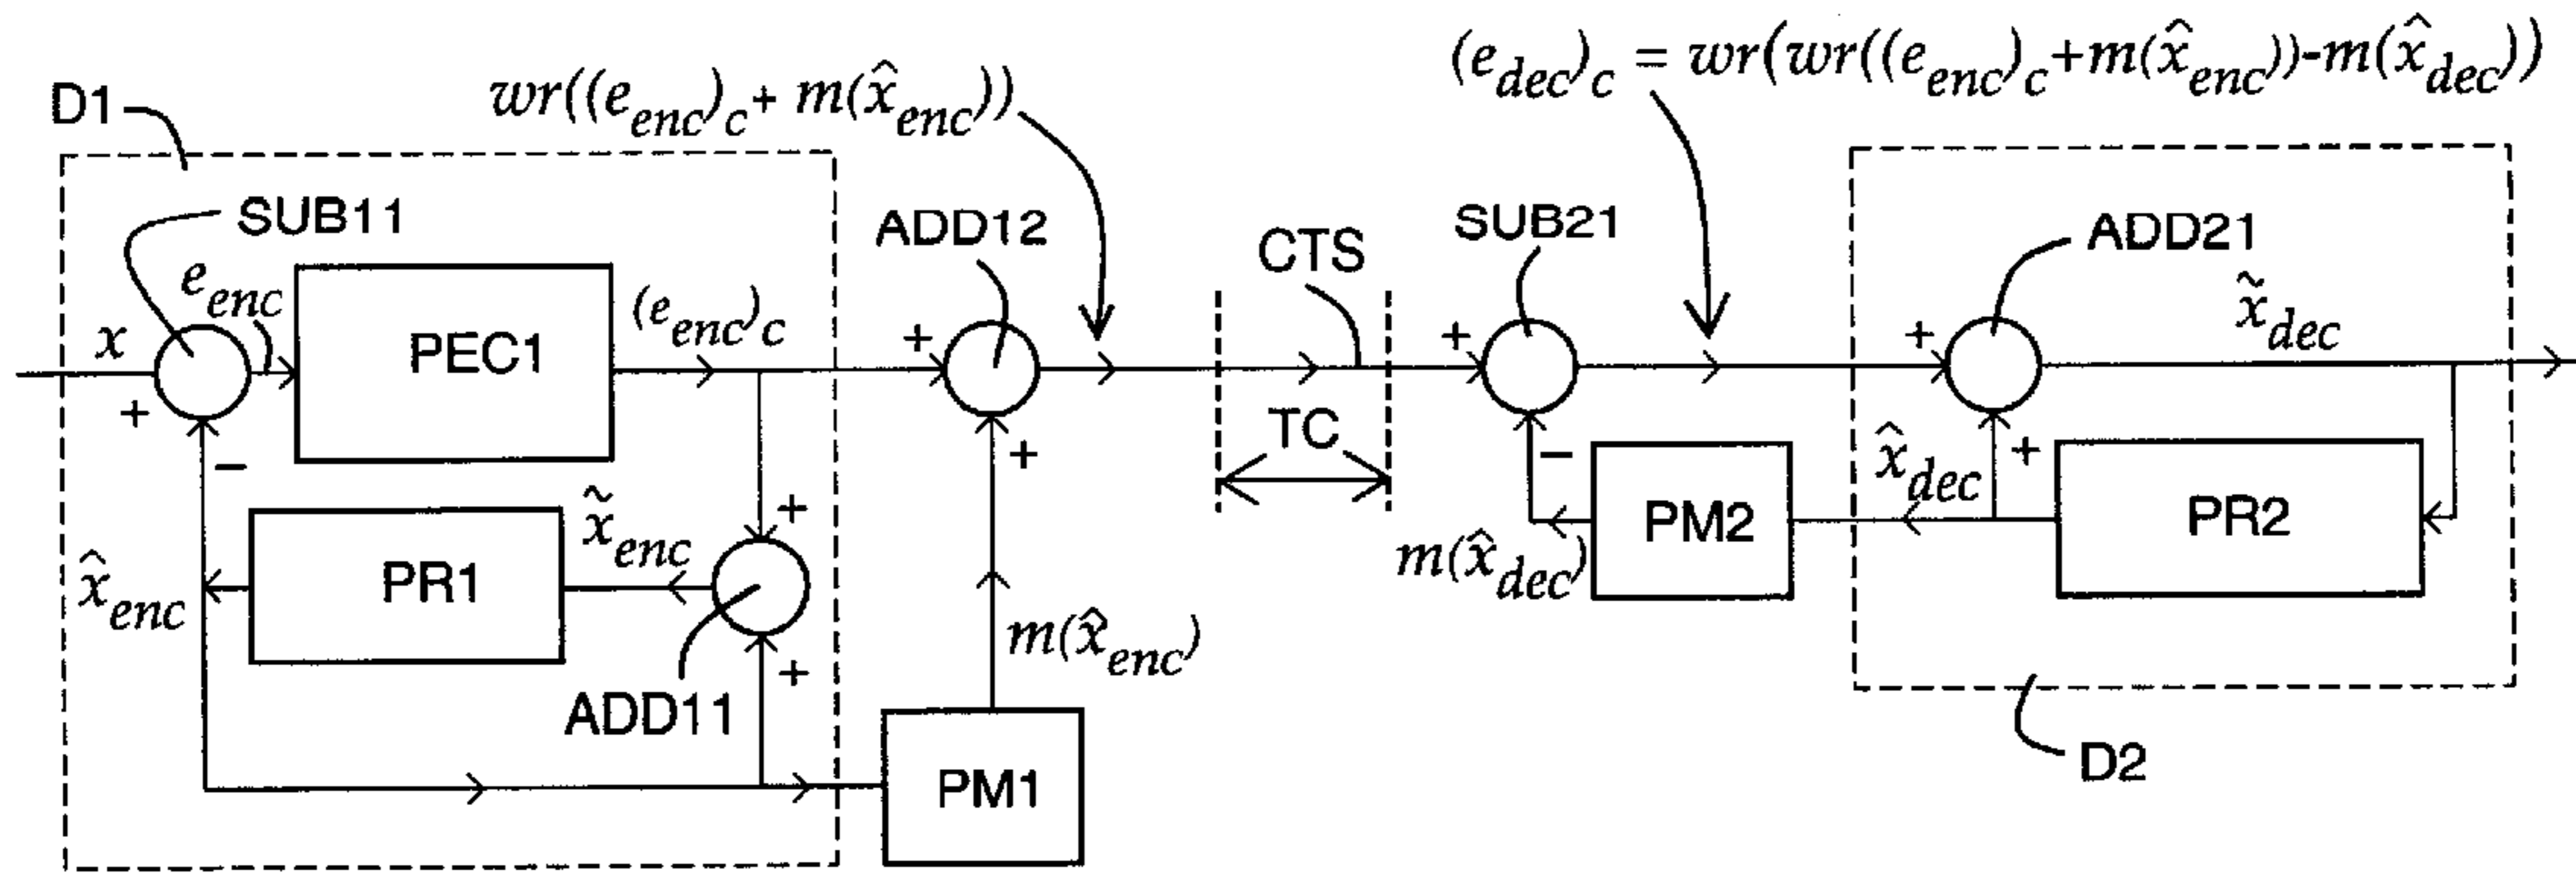 D1
wr((e_enc)_c + m(x̂_enc))
(e_dec)_c = wr(wr((e_enc)_c+m(x̂_enc))-m(x̂_dec))
SUB11
ADD12
CTS
SUB21
ADD21
x
e_enc
PEC1
(e_enc)_c
+
+
+
+
x̃_dec
TC
−
+
−
x̂_dec
+
PM2
PR2
m(x̂_dec)
x̂_enc
PR1
x̃_enc
+
m(x̂_enc)
ADD11
+
PM1
D2